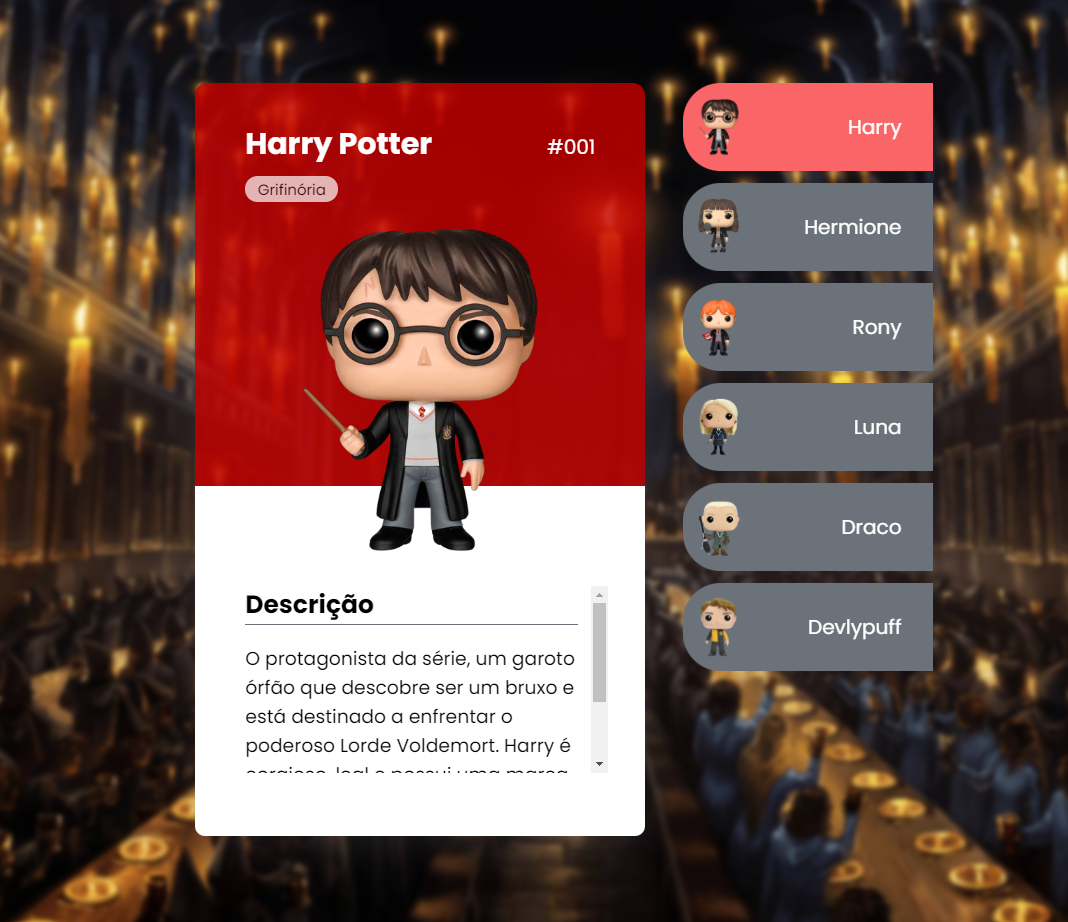 Harry Potter
#001
Grifinória
Descrição
O protagonista da série, um garoto
órfão que descobre ser um bruxo e
está destinado a enfrentar o
poderoso Lorde Voldemort. Harry é
Harry
Hermione
Rony
Luna
Draco
Devlypuff